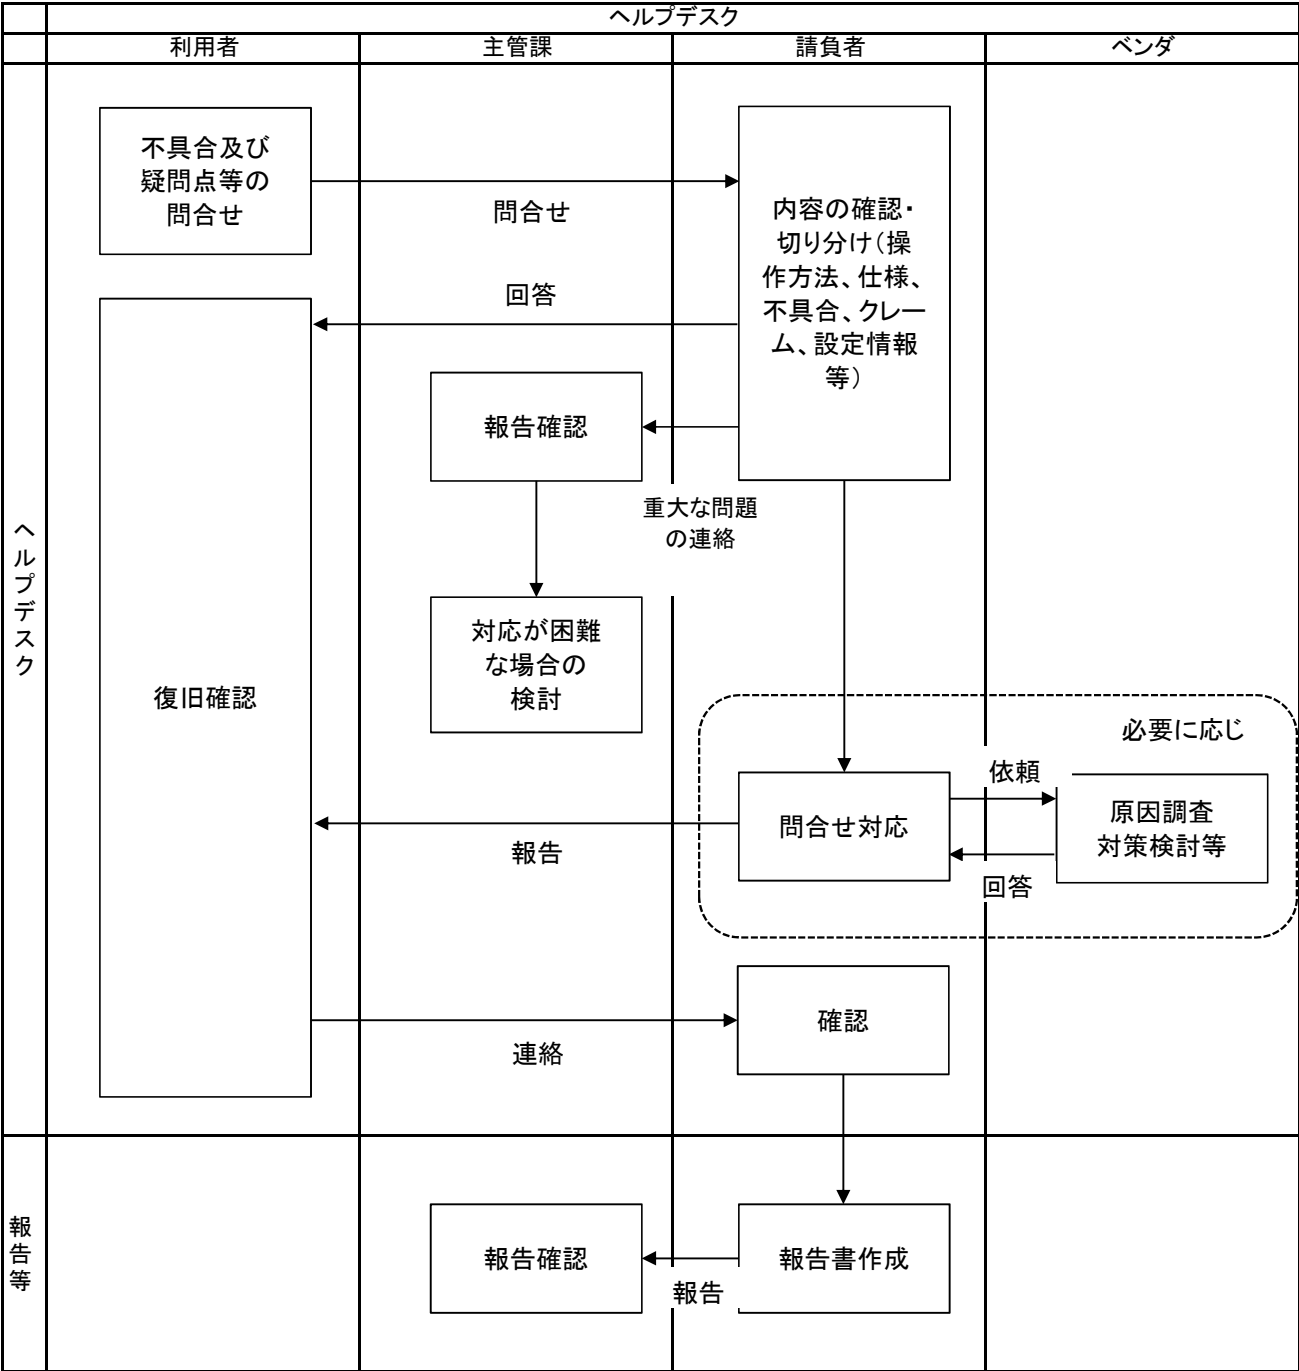 ヘルプデスク
利用者
主管課
請負者
ベンダ
ヘルプデスク
不具合及び
疑問点等の
問合せ
問合せ
内容の確認・
切り分け（操
作方法、仕様、
不具合、クレー
ム、設定情報
等）
回答
報告確認
重大な問題
の連絡
対応が困難
な場合の
検討
復旧確認
必要に応じ
依頼
問合せ対応
原因調査
対策検討等
報告
回答
確認
連絡
報告等
報告確認
報告書作成
報告